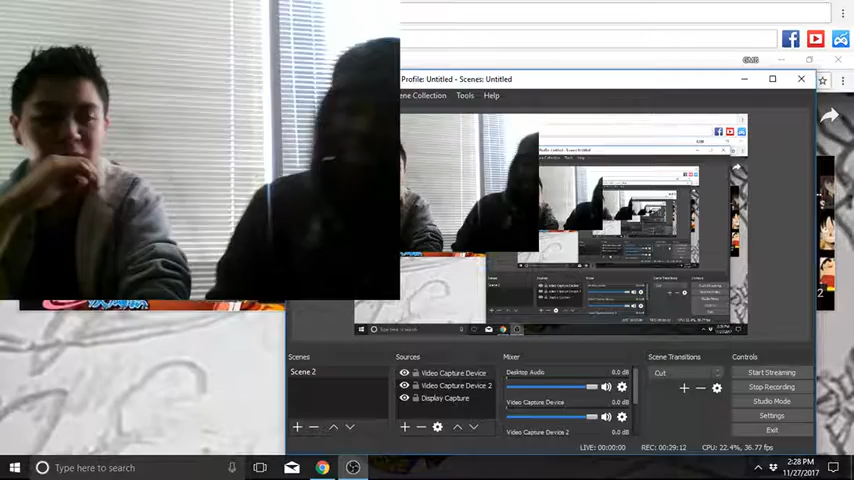 GMB
Profile: Untitled - Scenes: Untitled
cene Collection Tools Help
Scenes
Sources
Mixer
Scene Transitions
Controls
Scene 2
Video Capture Device
Video Capture Device 2
Display Capture
Desktop Audio 0.0 dB
Video Capture Device 0.0 dB
Video Capture Device 2 0.0 dB
Cut
Start Streaming
Stop Recording
Studio Mode
Settings
Exit
LIVE: 00:00:00 REC: 00:29:12 CPU: 22.4%, 36.77 fps
2
Type here to search
2:28 PM
11/27/2017